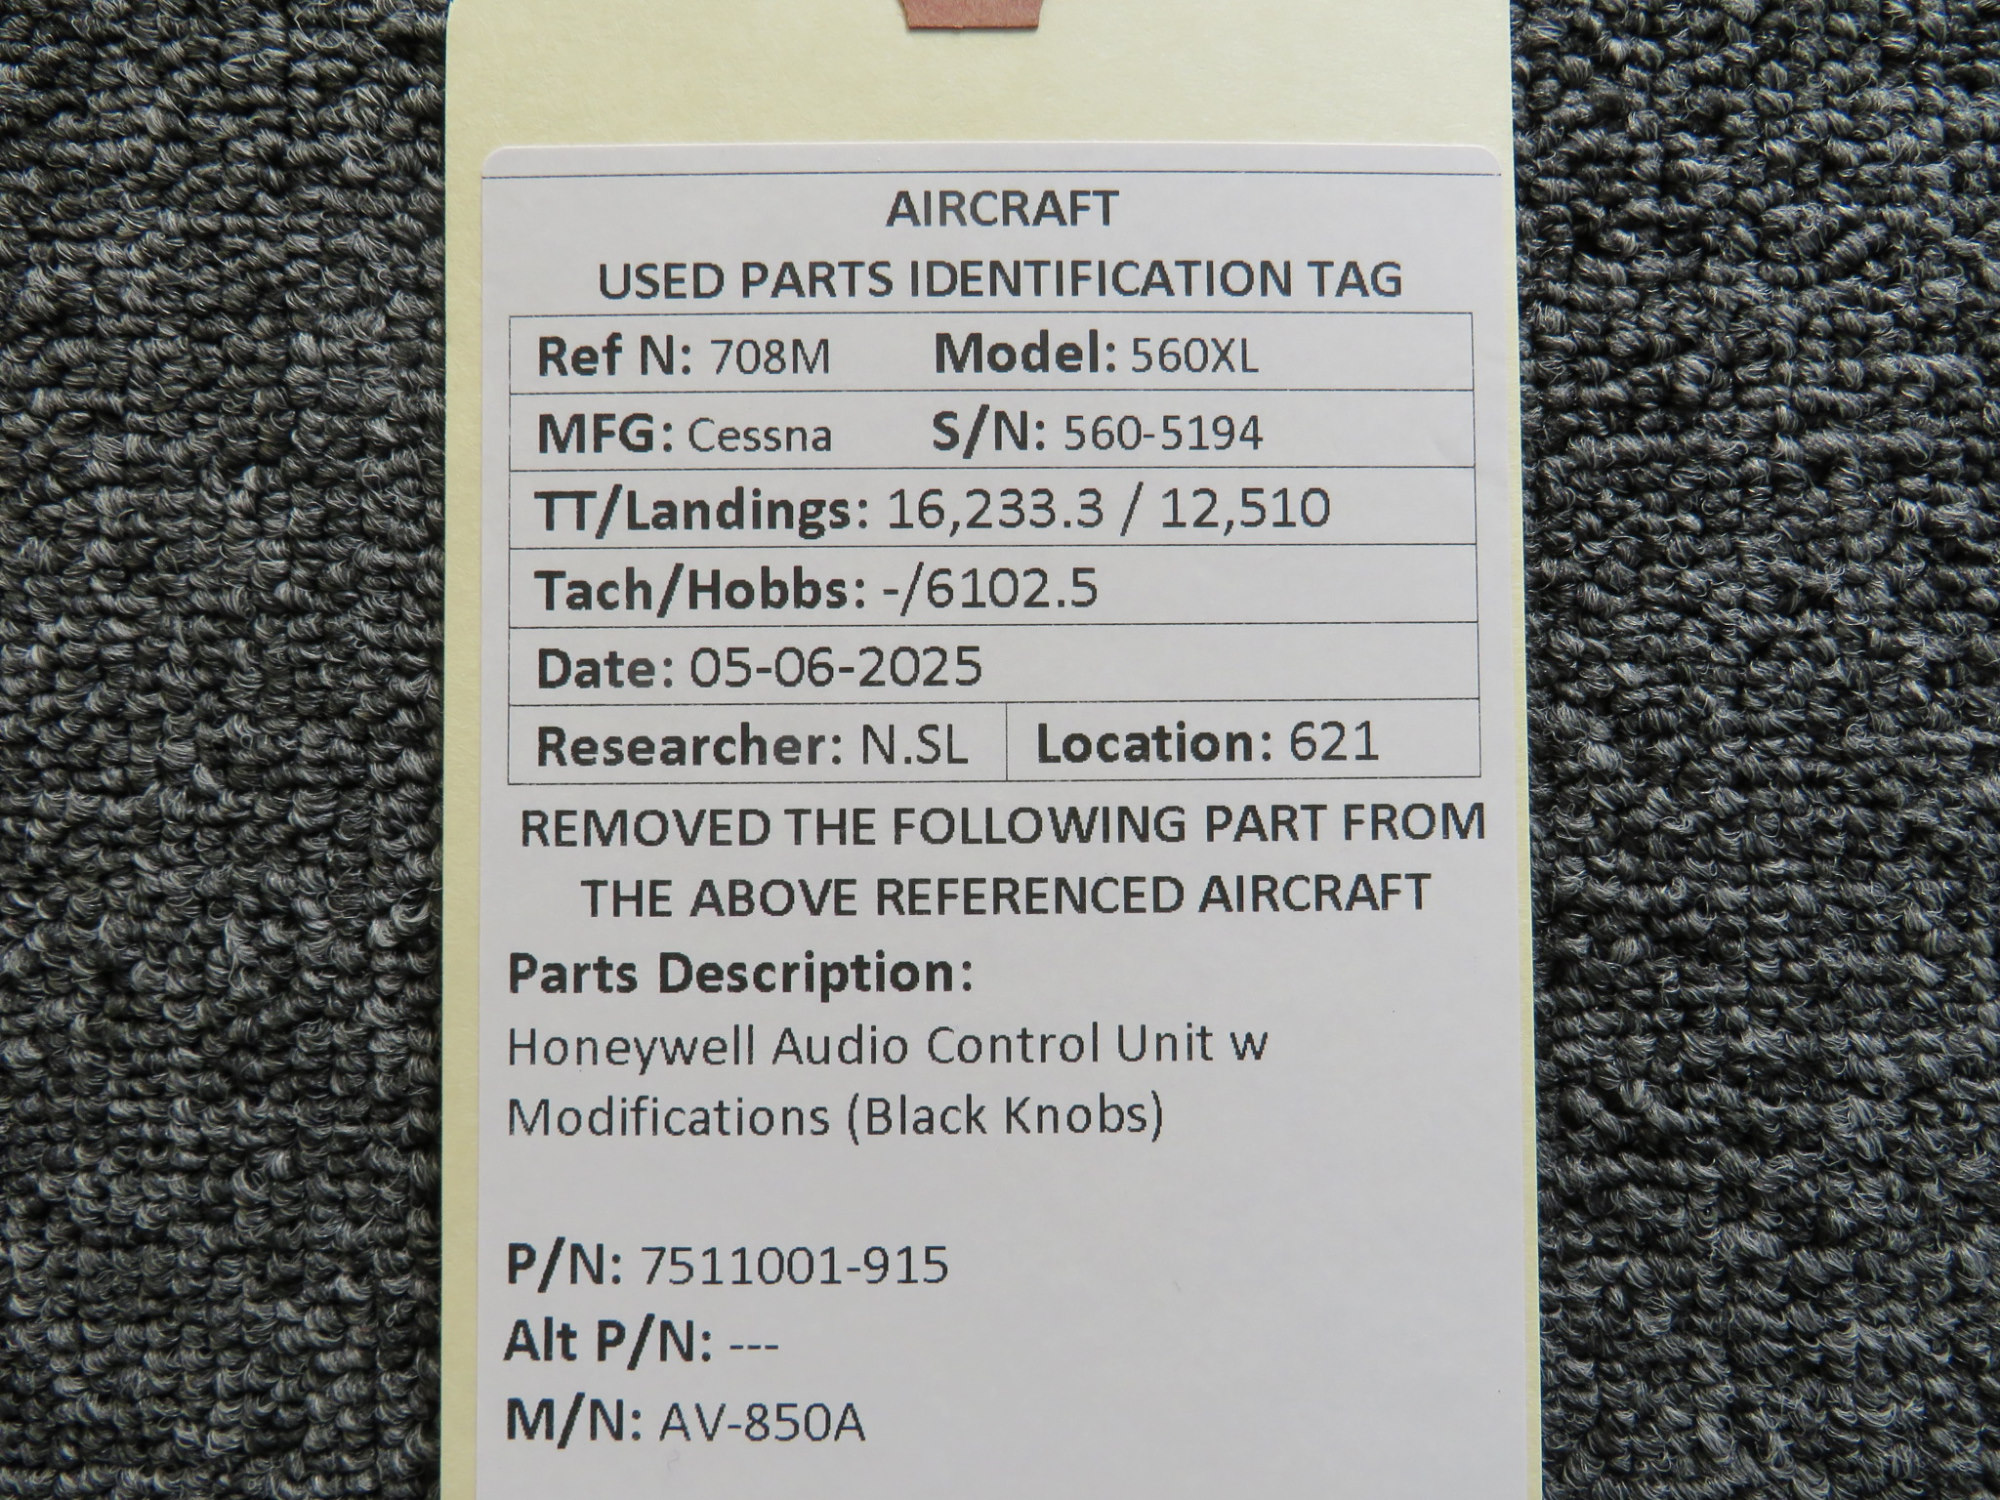 AIRCRAFT
USED PARTS IDENTIFICATION TAG
Ref N: 708M Model: 560XL
MFG: Cessna S/N: 560-5194
TT/Landings: 16,233.3 / 12,510
Tach/Hobbs: -/6102.5
Date: 05-06-2025
Researcher: N.SL Location: 621
REMOVED THE FOLLOWING PART FROM
THE ABOVE REFERENCED AIRCRAFT
Parts Description:
Honeywell Audio Control Unit w
Modifications (Black Knobs)
P/N: 7511001-915
Alt P/N: ---
M/N: AV-850A